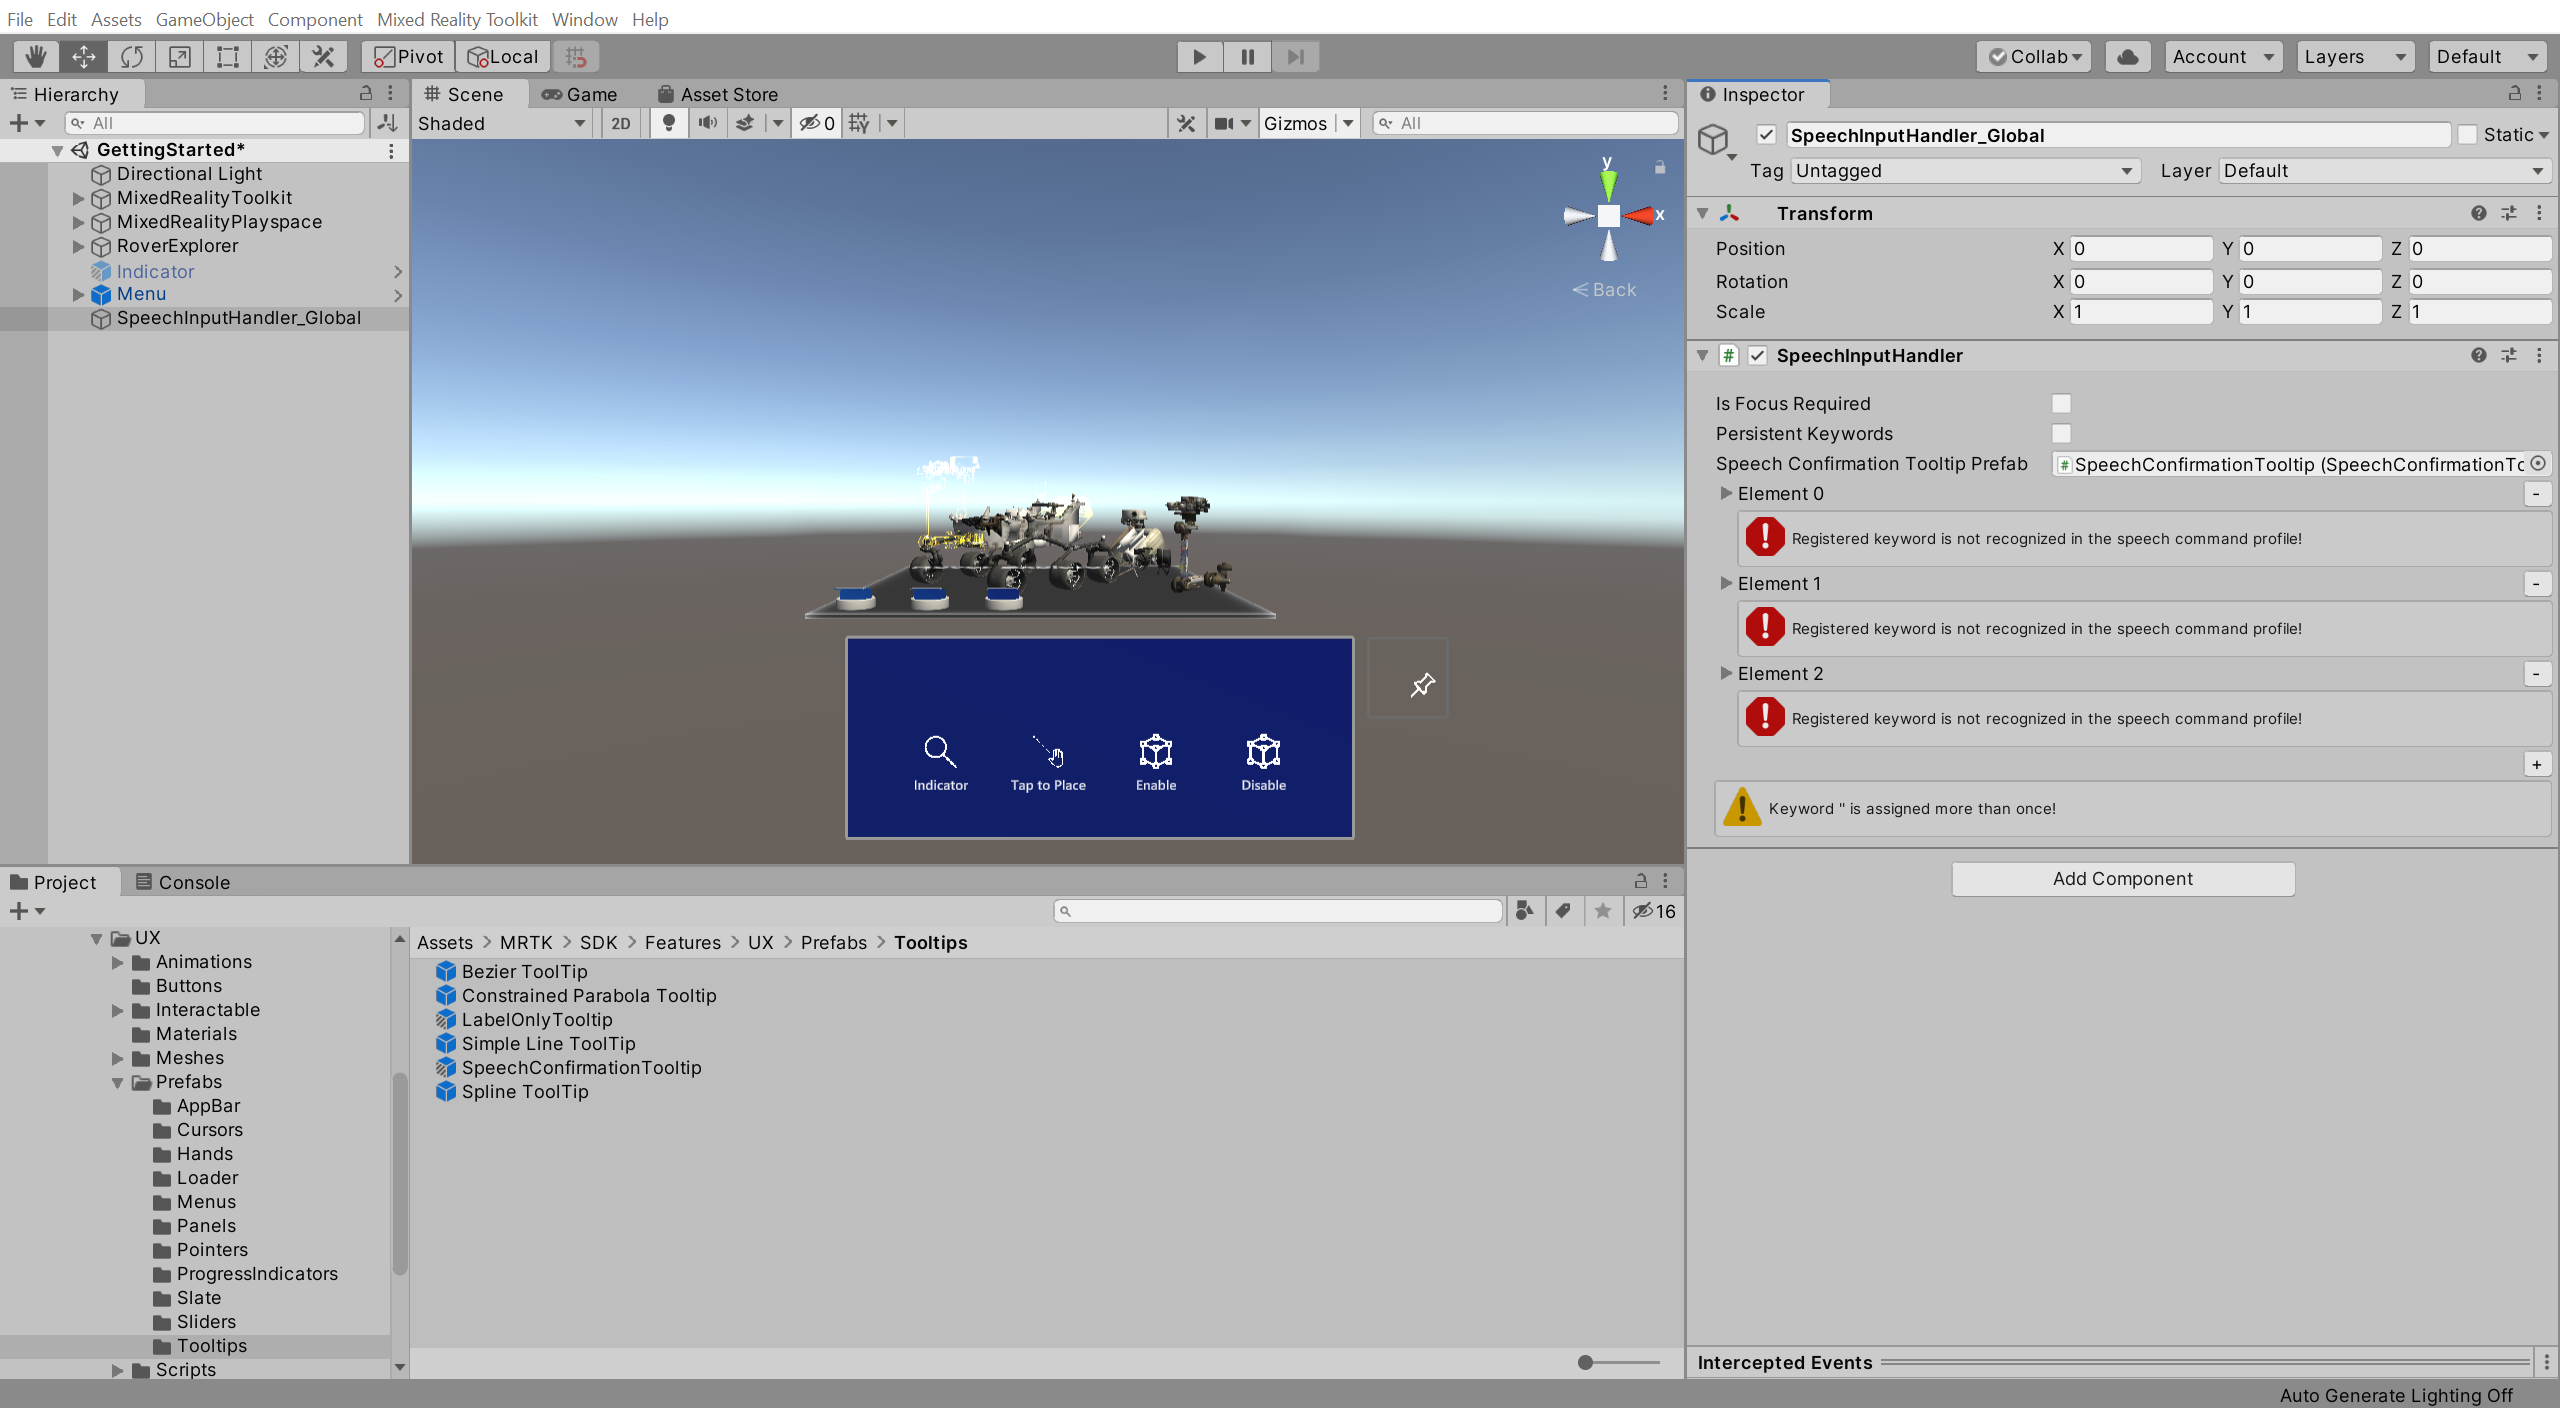 File Edit Assets GameObject Component Mixed Reality Toolkit Window Help
Pivot Local Collab Account Layers Default
Hierarchy
All
GettingStarted*
Directional Light
MixedRealityToolkit
MixedRealityPlayspace
RoverExplorer
Indicator
Menu
SpeechInputHandler_Global
Scene Game Asset Store
Shaded 2D 0 Gizmos All
y
x
Back
Indicator Tap to Place Enable Disable
Inspector
SpeechInputHandler_Global Static
Tag Untagged Layer Default
Transform
Position X 0 Y 0 Z 0
Rotation X 0 Y 0 Z 0
Scale X 1 Y 1 Z 1
# SpeechInputHandler
Is Focus Required
Persistent Keywords
Speech Confirmation Tooltip Prefab # SpeechConfirmationTooltip (SpeechConfirmationTc
Element 0 -
Registered keyword is not recognized in the speech command profile!
Element 1 -
Registered keyword is not recognized in the speech command profile!
Element 2 -
Registered keyword is not recognized in the speech command profile!
+
Keyword '' is assigned more than once!
Add Component
Intercepted Events
Project Console
16
UX
Animations
Buttons
Interactable
Materials
Meshes
Prefabs
AppBar
Cursors
Hands
Loader
Menus
Panels
Pointers
ProgressIndicators
Slate
Sliders
Tooltips
Scripts
Assets > MRTK > SDK > Features > UX > Prefabs > Tooltips
Bezier ToolTip
Constrained Parabola Tooltip
LabelOnlyTooltip
Simple Line ToolTip
SpeechConfirmationTooltip
Spline ToolTip
Auto Generate Lighting Off